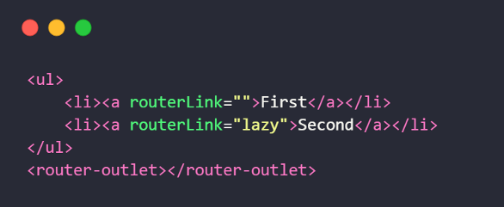 <ul>
    <li><a routerLink="">First</a></li>
    <li><a routerLink="lazy">Second</a></li>
</ul>
<router-outlet></router-outlet>